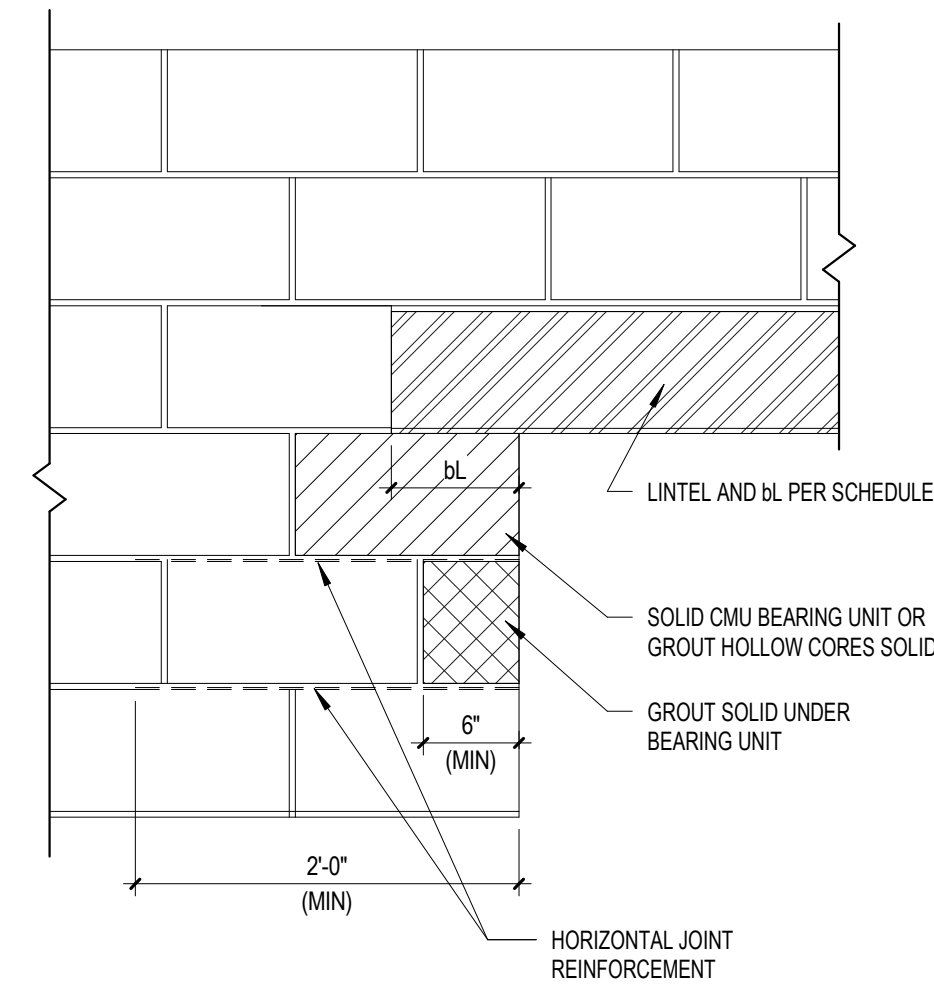 bL
LINTEL AND bL PER SCHEDULE
SOLID CMU BEARING UNIT OR
GROUT HOLLOW CORES SOLID
GROUT SOLID UNDER
BEARING UNIT
6"
(MIN)
2'-0"
(MIN)
HORIZONTAL JOINT
REINFORCEMENT